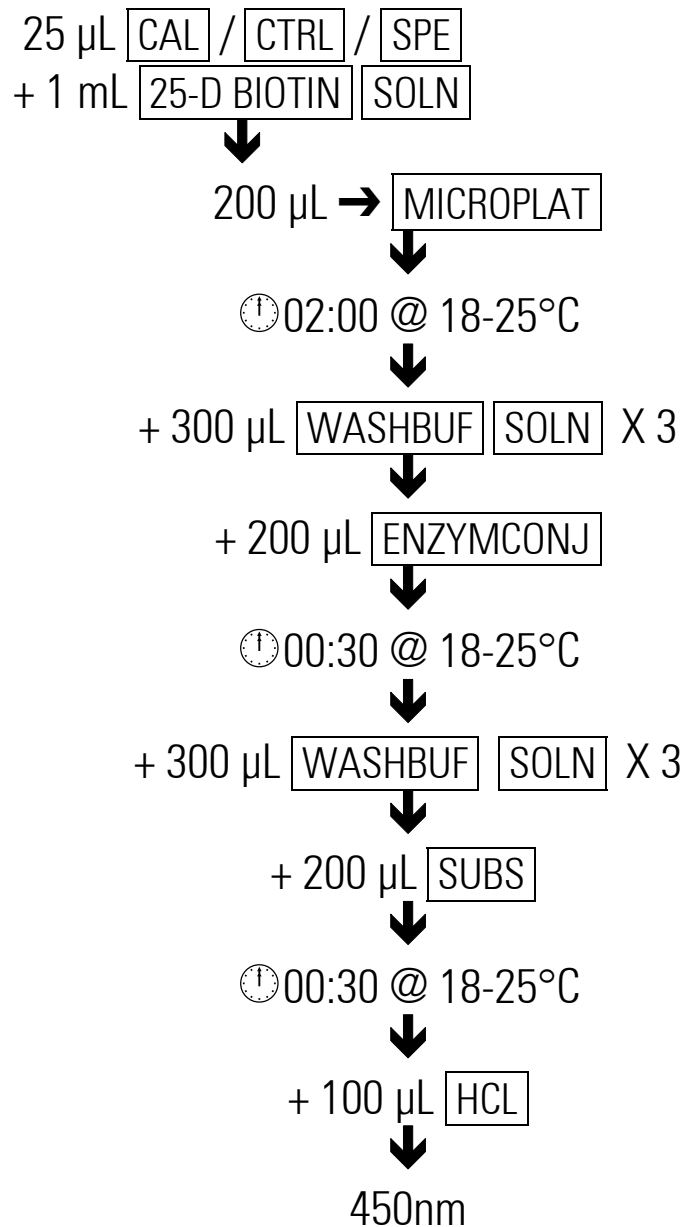 25 µL CAL / CTRL / SPE
+ 1 mL 25-D BIOTIN SOLN
200 µL ➔ MICROPLAT
02:00 @ 18-25°C
+ 300 µL WASHBUF SOLN X 3
+ 200 µL ENZYMCONJ
00:30 @ 18-25°C
+ 300 µL WASHBUF SOLN X 3
+ 200 µL SUBS
00:30 @ 18-25°C
+ 100 µL HCL
450nm